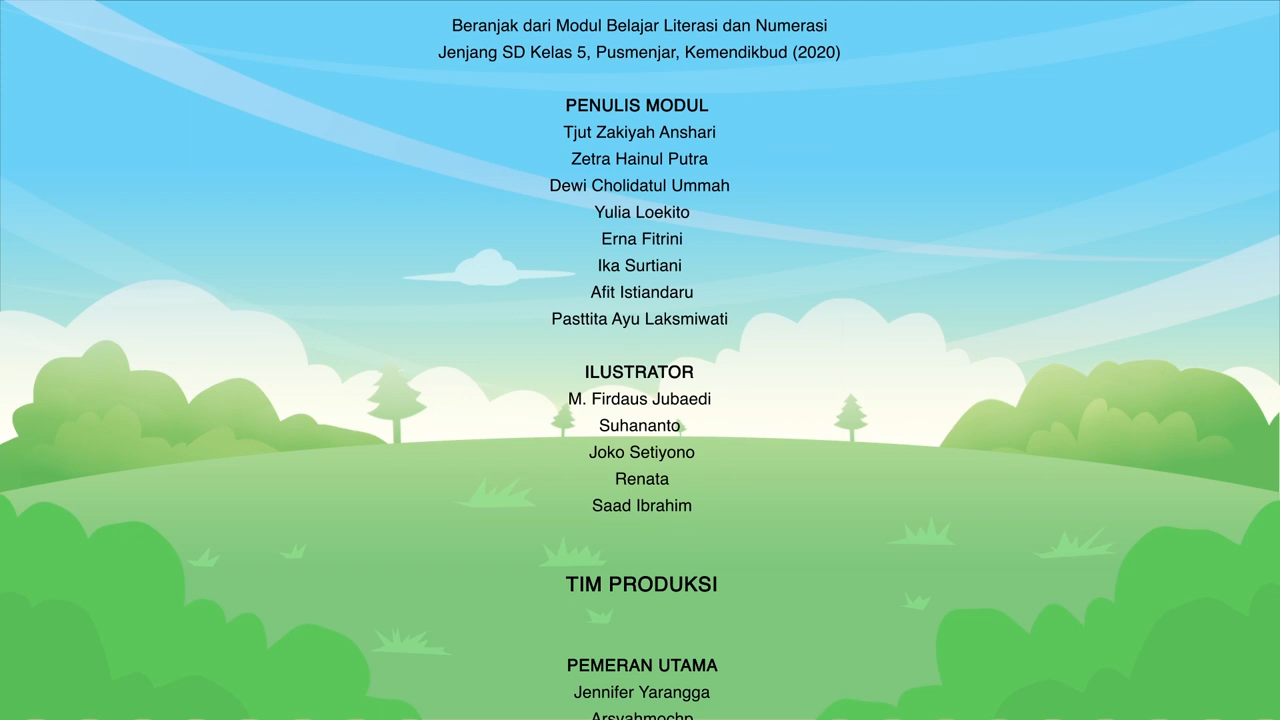 Beranjak dari Modul Belajar Literasi dan Numerasi
Jenjang SD Kelas 5, Pusmenjar, Kemendikbud (2020)
PENULIS MODUL
Tjut Zakiyah Anshari
Zetra Hainul Putra
Dewi Cholidatul Ummah
Yulia Loekito
Erna Fitrini
Ika Surtiani
Afit Istiandaru
Pasttita Ayu Laksmiwati
ILUSTRATOR
M. Firdaus Jubaedi
Suhananto
Joko Setiyono
Renata
Saad Ibrahim
TIM PRODUKSI
PEMERAN UTAMA
Jennifer Yarangga